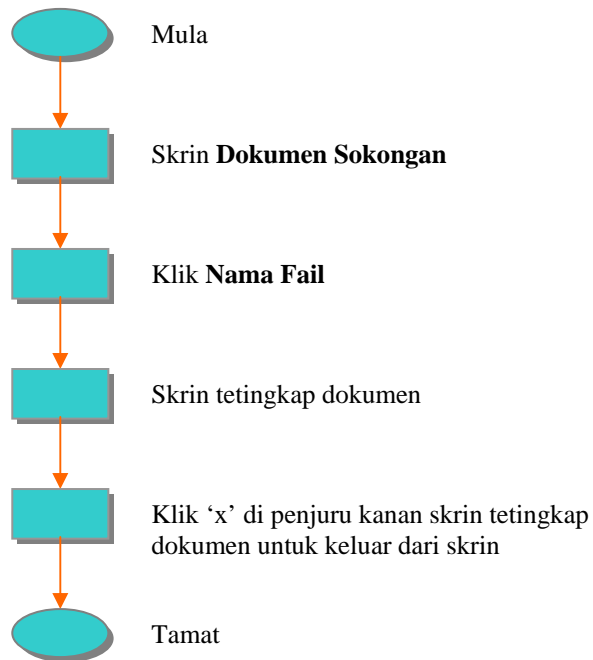 Mula
Skrin Dokumen Sokongan
Klik Nama Fail
Skrin tetingkap dokumen
Klik ‘x’ di penjuru kanan skrin tetingkap
dokumen untuk keluar dari skrin
Tamat